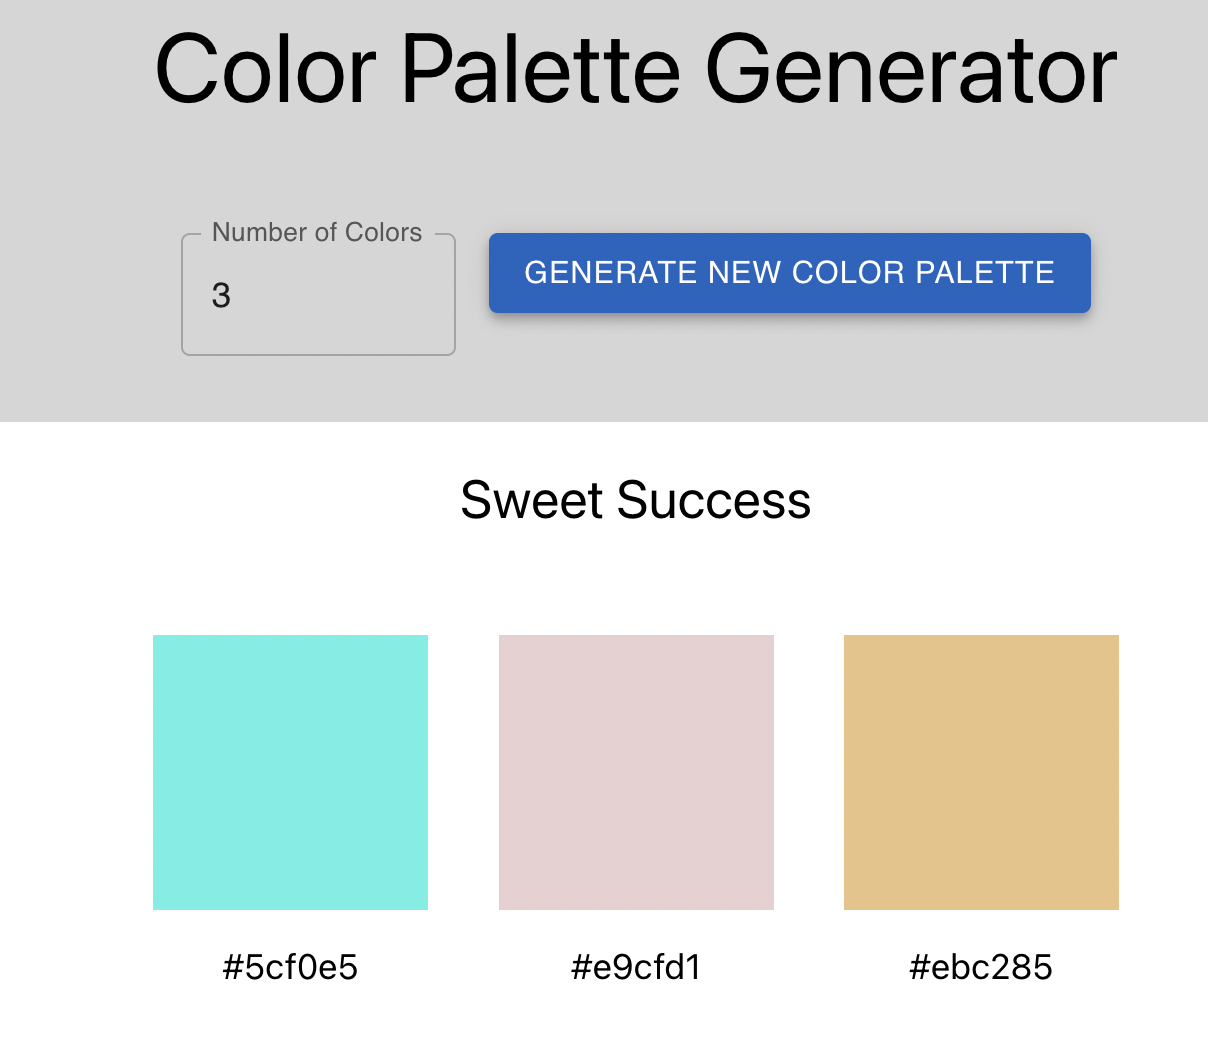 Color Palette Generator
Number of Colors
3
GENERATE NEW COLOR PALETTE
Sweet Success
#5cf0e5
#e9cfd1
#ebc285